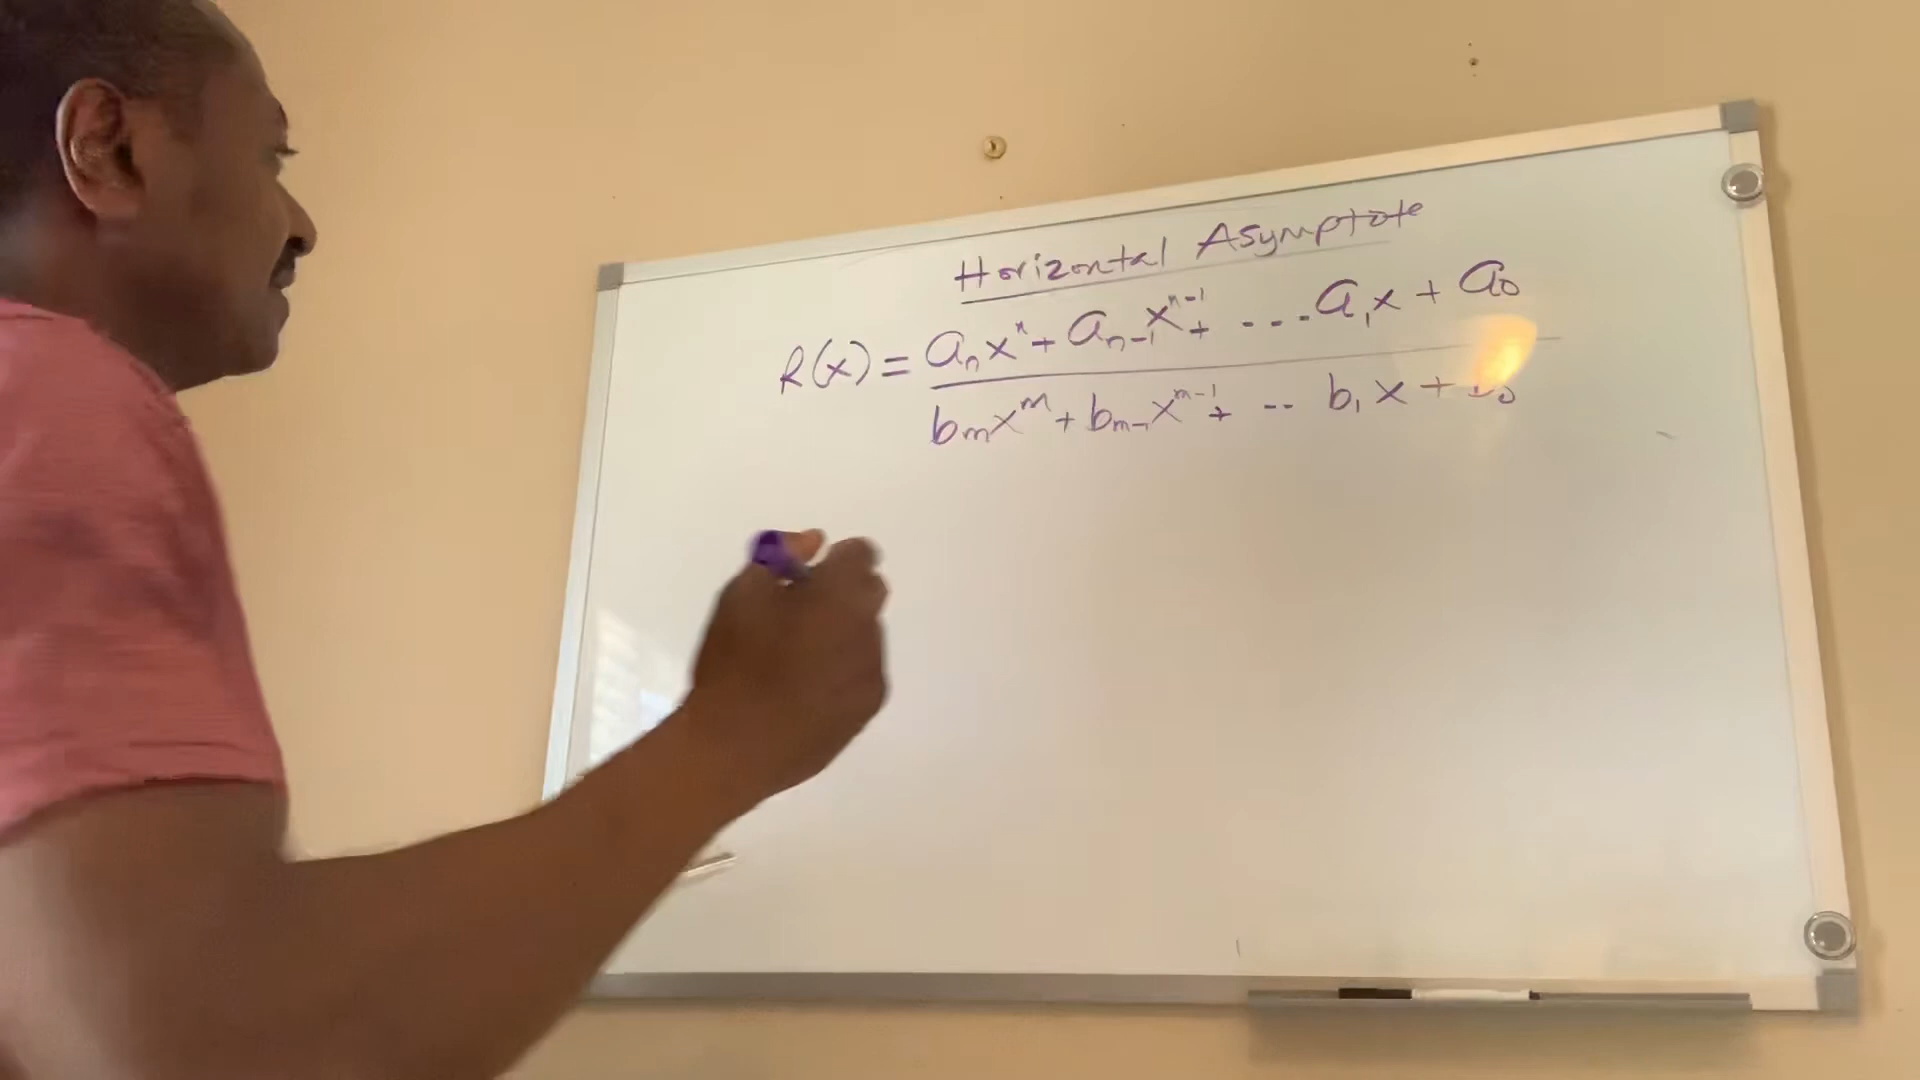 Horizontal Asymptote
R(x) = aₙxⁿ + aₙ₋₁xⁿ⁻¹ + ---a₁x + a₀
bₘxᵐ + bₘ₋₁xᵐ⁻¹ + -- b₁x +